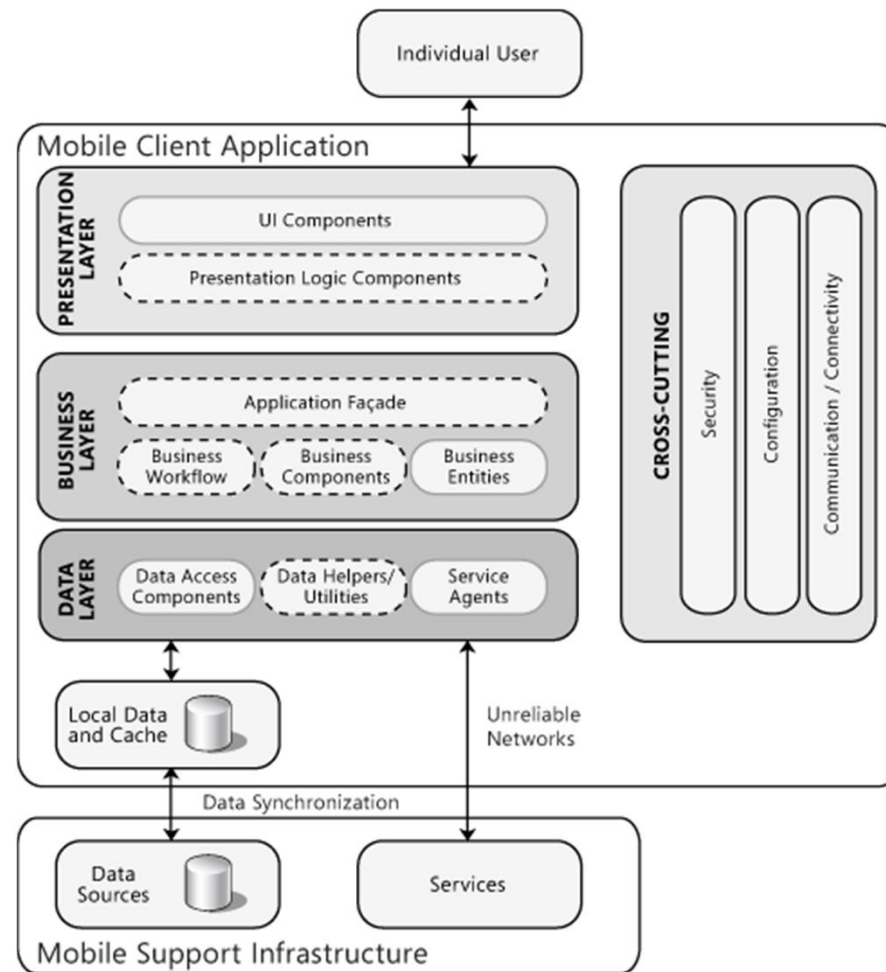 Individual User
Mobile Client Application
PRESENTATION
LAYER
UI Components
Presentation Logic Components
BUSINESS
LAYER
Application Façade
Business
Workflow
Business
Components
Business
Entities
DATA
LAYER
Data Access
Components
Data Helpers/
Utilities
Service
Agents
CROSS-CUTTING
Security
Configuration
Communication / Connectivity
Local Data
and Cache
Unreliable
Networks
Data Synchronization
Data
Sources
Services
Mobile Support Infrastructure